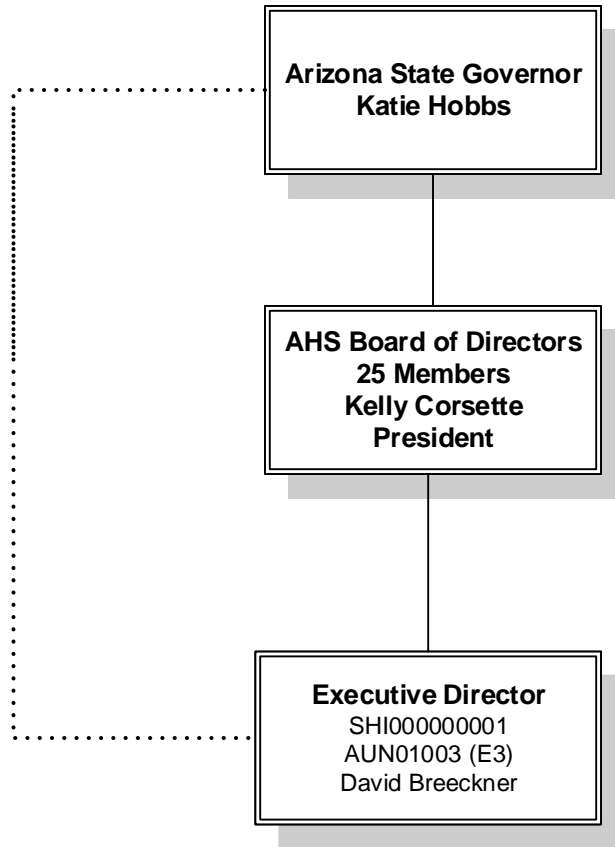 Arizona State Governor
Katie Hobbs
AHS Board of Directors
25 Members
Kelly Corsette
President
Executive Director
SHI000000001
AUN01003 (E3)
David Breeckner